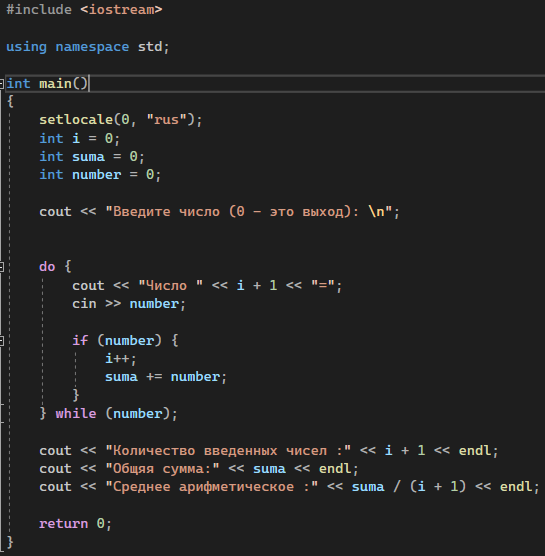 #include <iostream>
using namespace std;
int main()
{
setlocale(0, "rus");
int i = 0;
int suma = 0;
int number = 0;
cout << "Введите число (0 - это выход): \n";
do {
cout << "Число " << i + 1 << "=";
cin >> number;
if (number) {
i++;
suma += number;
}
} while (number);
cout << "Количество введенных чисел :" << i + 1 << endl;
cout << "Общяя сумма:" << suma << endl;
cout << "Среднее арифметическое :" << suma / (i + 1) << endl;
return 0;
}